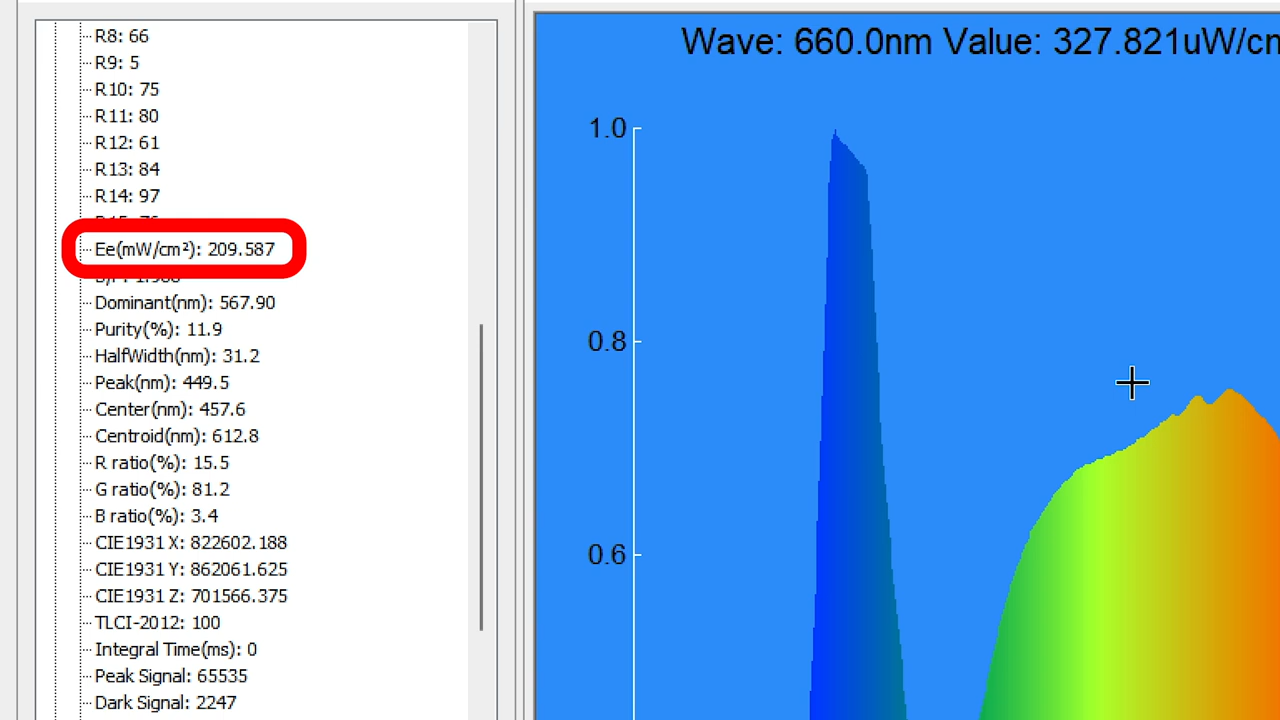 R8: 66
R9: 5
R10: 75
R11: 80
R12: 61
R13: 84
R14: 97
Ee(mW/cm²): 209.587
Dominant(nm): 567.90
Purity(%): 11.9
HalfWidth(nm): 31.2
Peak(nm): 449.5
Center(nm): 457.6
Centroid(nm): 612.8
R ratio(%): 15.5
G ratio(%): 81.2
B ratio(%): 3.4
CIE1931 X: 822602.188
CIE1931 Y: 862061.625
CIE1931 Z: 701566.375
TLCI-2012: 100
Integral Time(ms): 0
Peak Signal: 65535
Dark Signal: 2247
Wave: 660.0nm Value: 327.821uW/cm
1.0
0.8
0.6